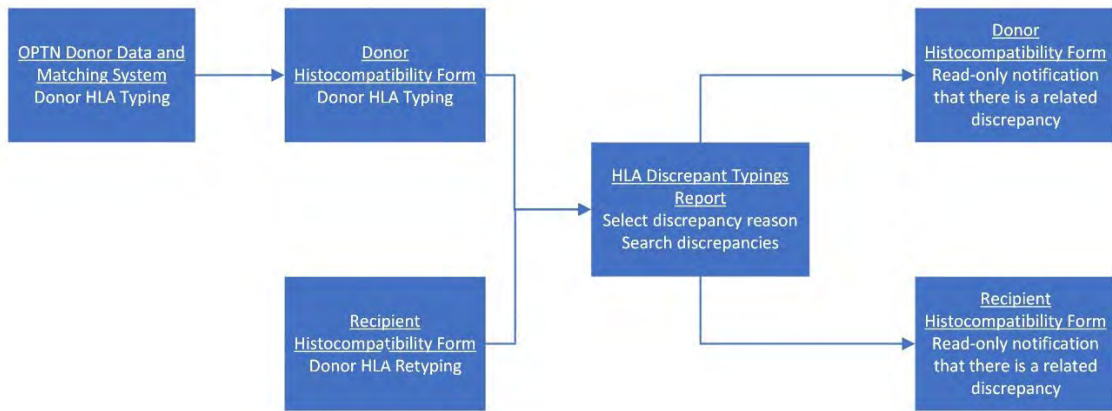 OPTN Donor Data and
Matching System
Donor HLA Typing
Donor
Histocompatibility Form
Donor HLA Typing
HLA Discrepant Typings
Report
Select discrepancy reason
Search discrepancies
Donor
Histocompatibility Form
Read-only notification
that there is a related
discrepancy
Recipient
Histocompatibility Form
Donor HLA Retyping
Recipient
Histocompatibility Form
Read-only notification
that there is a related
discrepancy